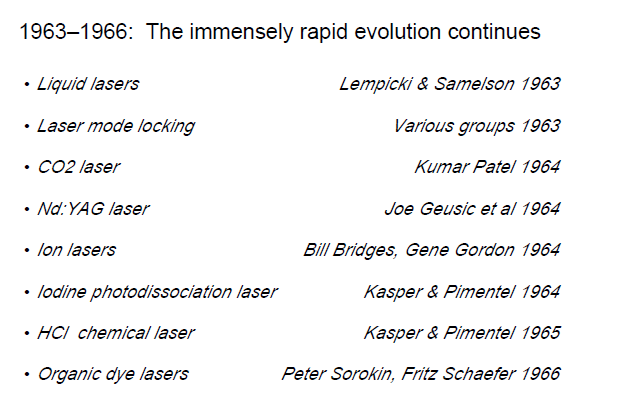 1963–1966:  The immensely rapid evolution continues
• Liquid lasers Lempicki & Samelson 1963
• Laser mode locking Various groups 1963
• CO2 laser Kumar Patel 1964
• Nd:YAG laser Joe Geusic et al 1964
• Ion lasers Bill Bridges, Gene Gordon 1964
• Iodine photodissociation laser Kasper & Pimentel 1964
• HCl  chemical laser Kasper & Pimentel 1965
• Organic dye lasers Peter Sorokin, Fritz Schaefer 1966